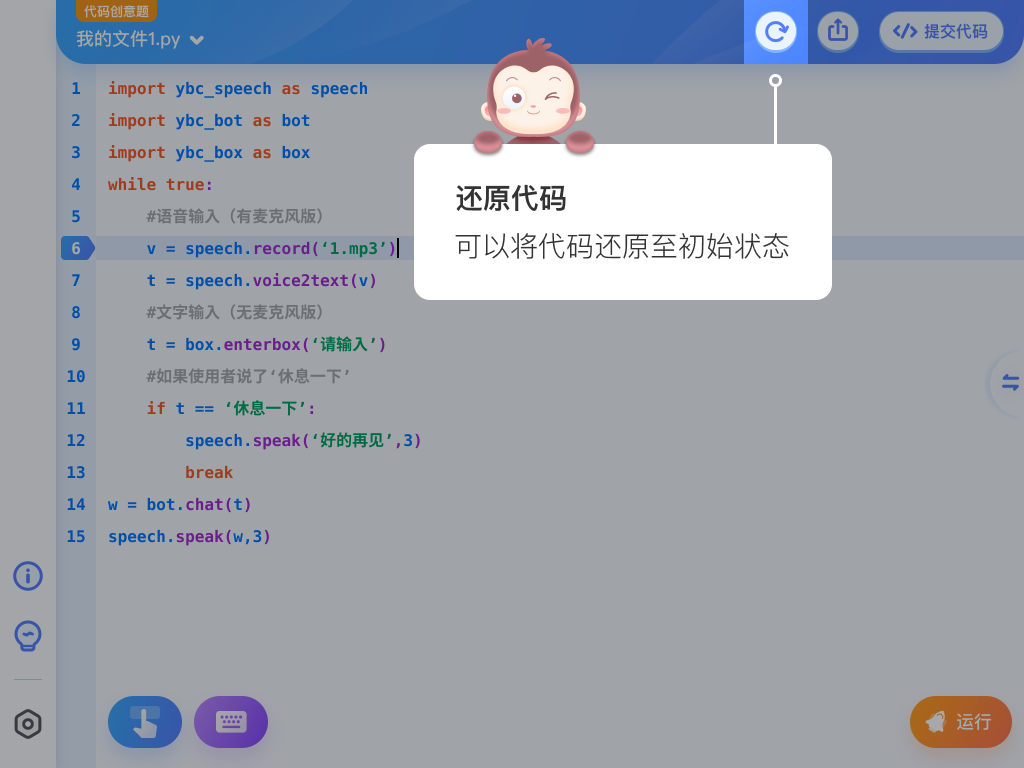 代码创意题
我的文件1.py
提交代码
1 import ybc_speech as speech
2 import ybc_bot as bot
3 import ybc_box as box
4 while true:
5 #语音输入（有麦克风版）
6 v = speech.record(‘1.mp3’)
7 t = speech.voice2text(v)
8 #文字输入（无麦克风版）
9 t = box.enterbox(‘请输入’)
10 #如果使用者说了‘休息一下’
11 if t == ‘休息一下’:
12 speech.speak(‘好的再见’,3)
13 break
14 w = bot.chat(t)
15 speech.speak(w,3)
还原代码
可以将代码还原至初始状态
运行